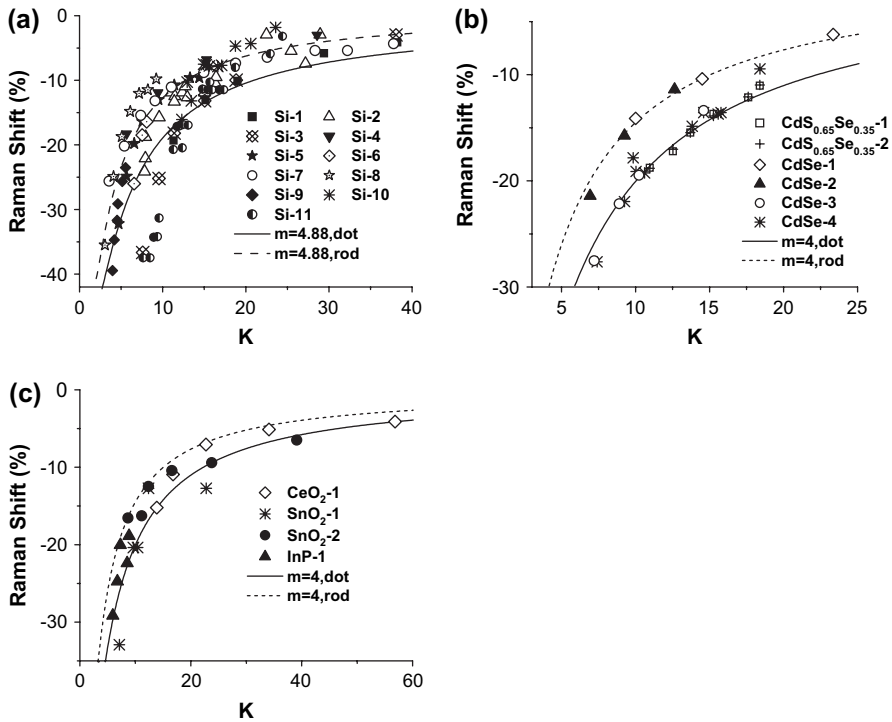 (a)
Raman Shift (%)
0
-10
-20
-30
-40
Si-1
Si-2
Si-3
Si-4
Si-5
Si-6
Si-7
Si-8
Si-9
Si-10
Si-11
m=4.88,dot
m=4.88,rod
0
10
20
30
40
K
(b)
Raman Shift (%)
0
-10
-20
-30
CdS0.65Se0.35-1
CdS0.65Se0.35-2
CdSe-1
CdSe-2
CdSe-3
CdSe-4
m=4,dot
m=4,rod
5
10
15
20
25
K
(c)
Raman Shift (%)
0
-10
-20
-30
CeO2-1
SnO2-1
SnO2-2
InP-1
m=4,dot
m=4,rod
0
20
40
60
K